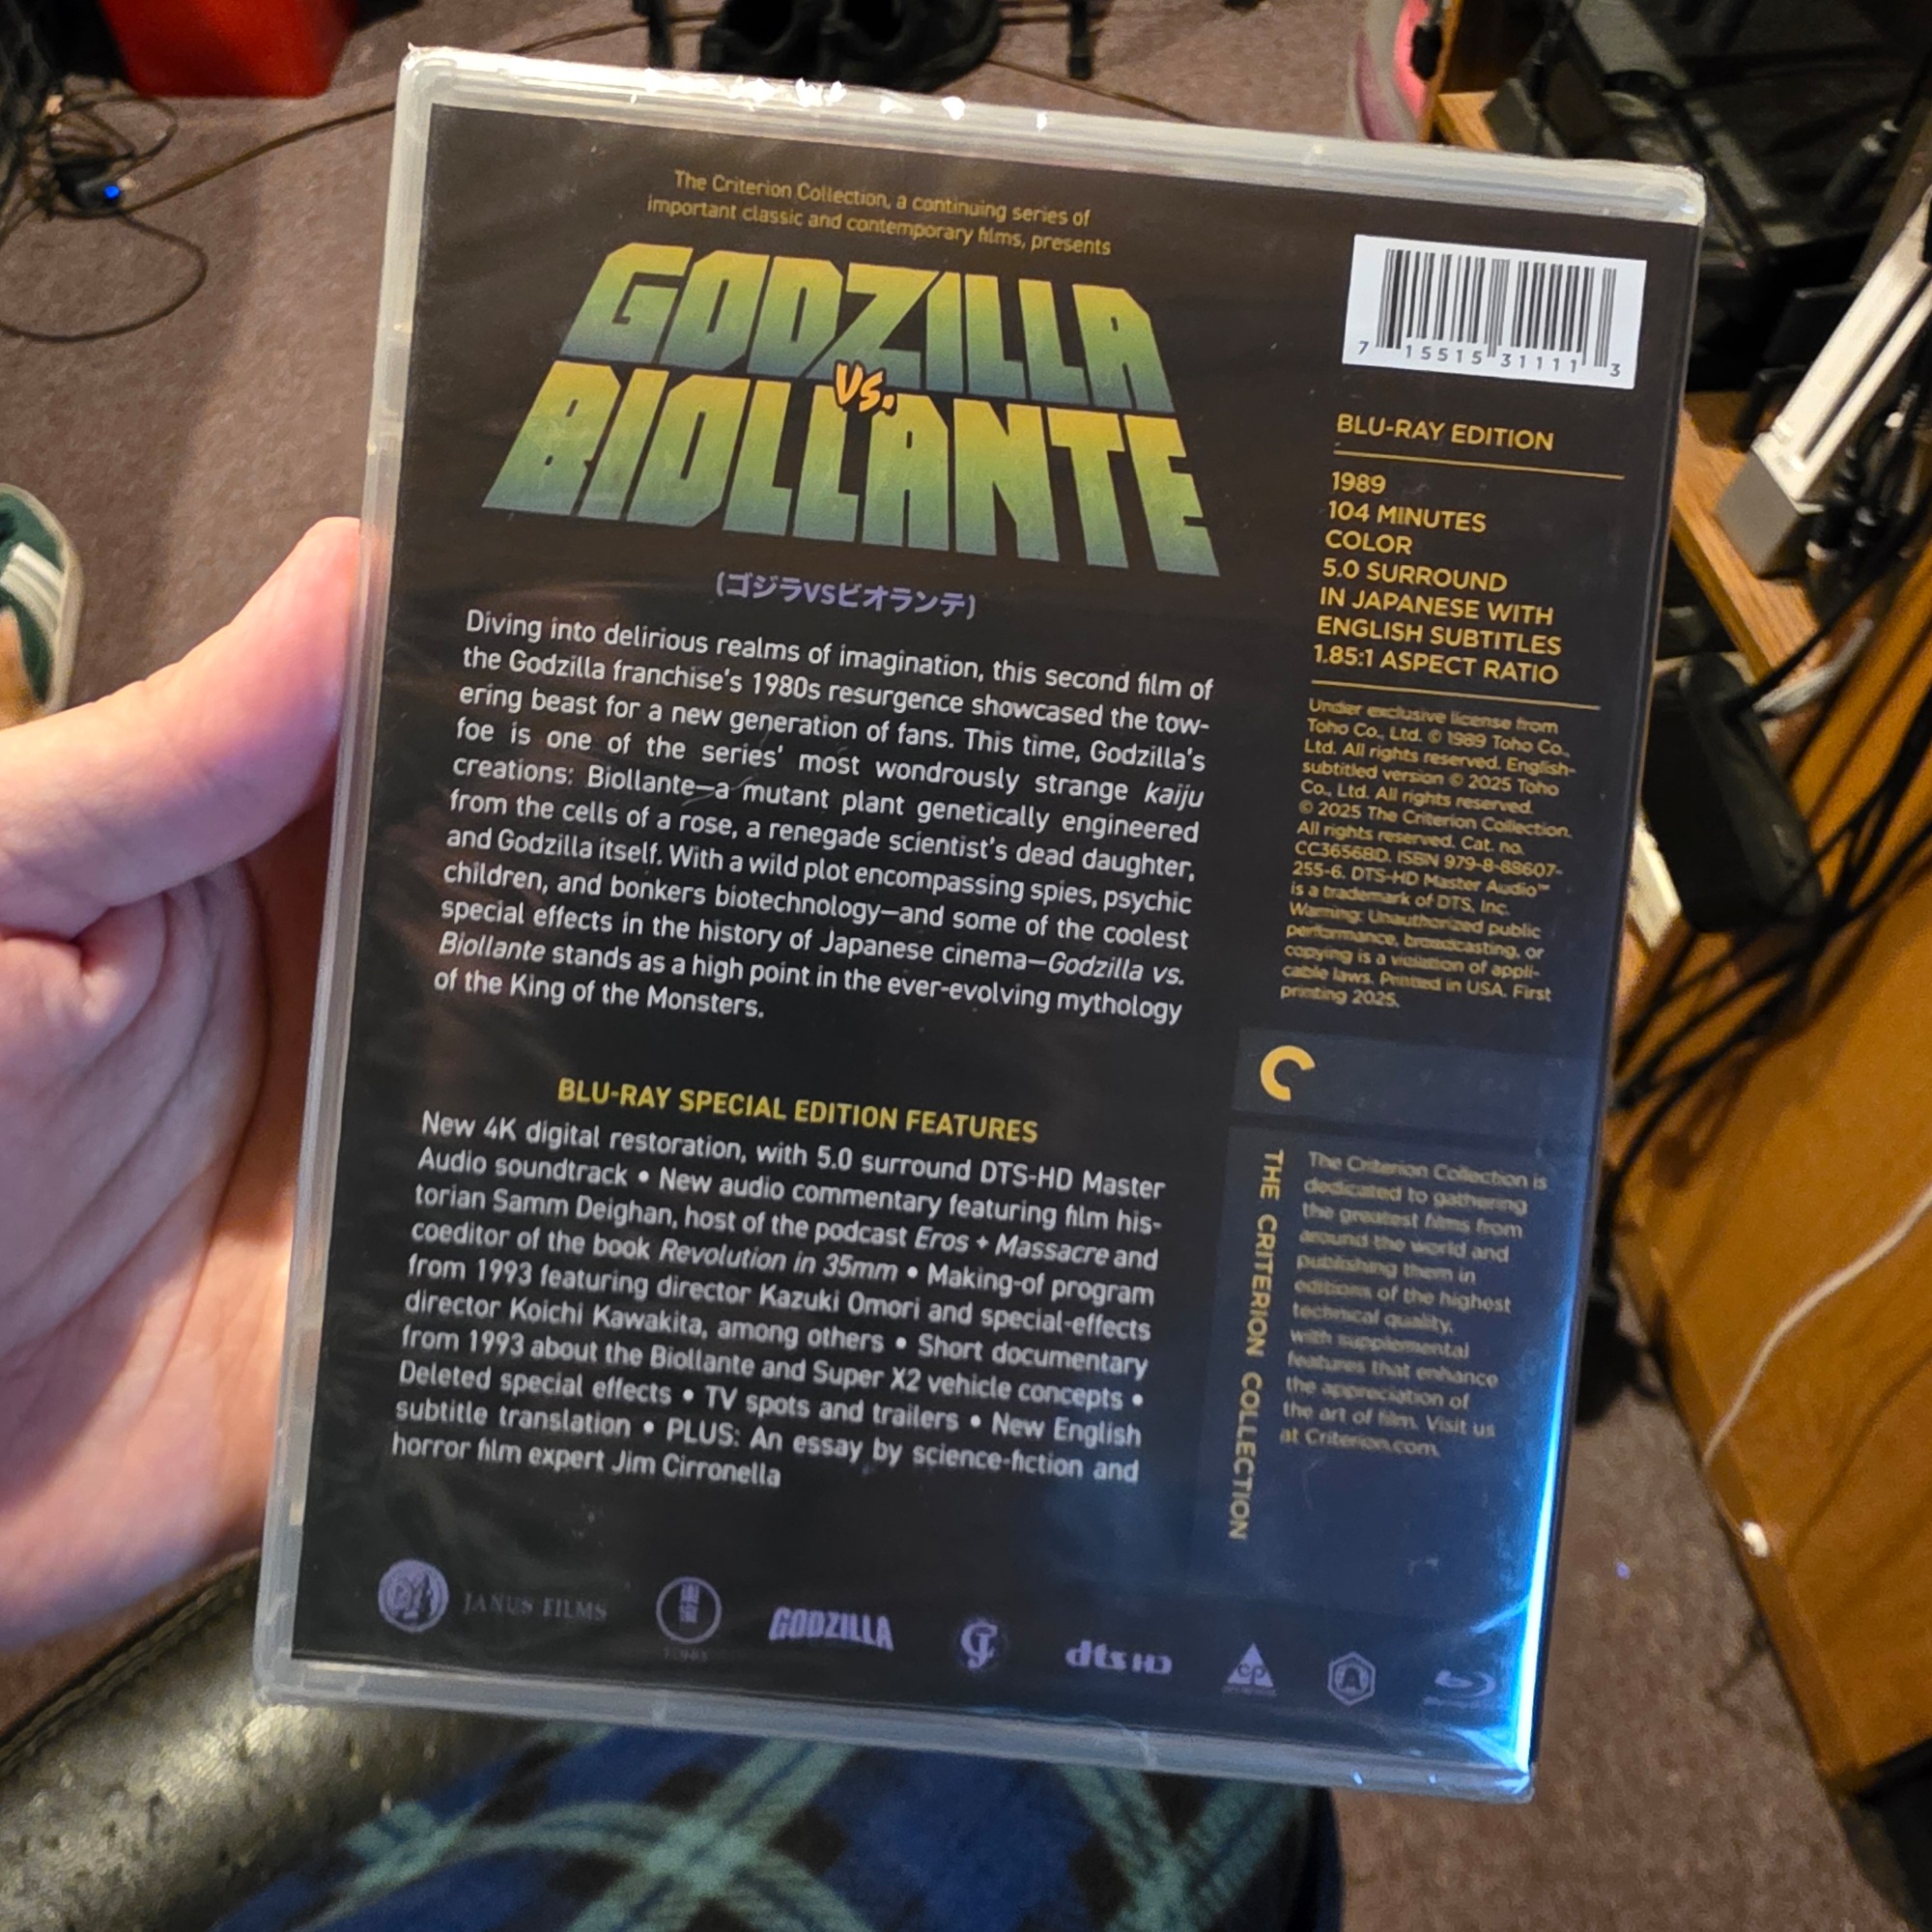 The Criterion Collection, a continuing series of
important classic and contemporary films, presents
GODZILLA
VS.
BIOLLANTE
(ゴジラVSビオランテ)
Diving into delirious realms of imagination, this second film of
the Godzilla franchise's 1980s resurgence showcased the tow-
ering beast for a new generation of fans. This time, Godzilla's
foe is one of the series' most wondrously strange kaiju
creations: Biollante—a mutant plant genetically engineered
from the cells of a rose, a renegade scientist's dead daughter,
and Godzilla itself. With a wild plot encompassing spies, psychic
children, and bonkers biotechnology—and some of the coolest
special effects in the history of Japanese cinema—Godzilla vs.
Biollante stands as a high point in the ever-evolving mythology
of the King of the Monsters.
BLU-RAY SPECIAL EDITION FEATURES
New 4K digital restoration, with 5.0 surround DTS-HD Master
Audio soundtrack • New audio commentary featuring film his-
torian Samm Deighan, host of the podcast Eros + Massacre and
coeditor of the book Revolution in 35mm • Making-of program
from 1993 featuring director Kazuki Omori and special-effects
director Koichi Kawakita, among others • Short documentary
from 1993 about the Biollante and Super X2 vehicle concepts •
Deleted special effects • TV spots and trailers • New English
subtitle translation • PLUS: An essay by science-fiction and
horror film expert Jim Cirronella
7 15515 31111 3
BLU-RAY EDITION
1989
104 MINUTES
COLOR
5.0 SURROUND
IN JAPANESE WITH
ENGLISH SUBTITLES
1.85:1 ASPECT RATIO
Under exclusive license from
Toho Co., Ltd. © 1989 Toho Co.,
Ltd. All rights reserved. English-
subtitled version © 2025 Toho
Co., Ltd. All rights reserved.
© 2025 The Criterion Collection.
All rights reserved. Cat. no.
CC3656BD. ISBN 979-8-88607-
255-6. DTS-HD Master Audio™
is a trademark of DTS, Inc.
Warning: Unauthorized public
performance, broadcasting, or
copying is a violation of appli-
cable laws. Printed in USA. First
printing 2025.
THE CRITERION COLLECTION
The Criterion Collection is
dedicated to gathering
the greatest films from
around the world and
publishing them in
editions of the highest
technical quality,
with supplemental
features that enhance
the appreciation of
the art of film. Visit us
at Criterion.com.
JANUS FILMS
GODZILLA
dts HD